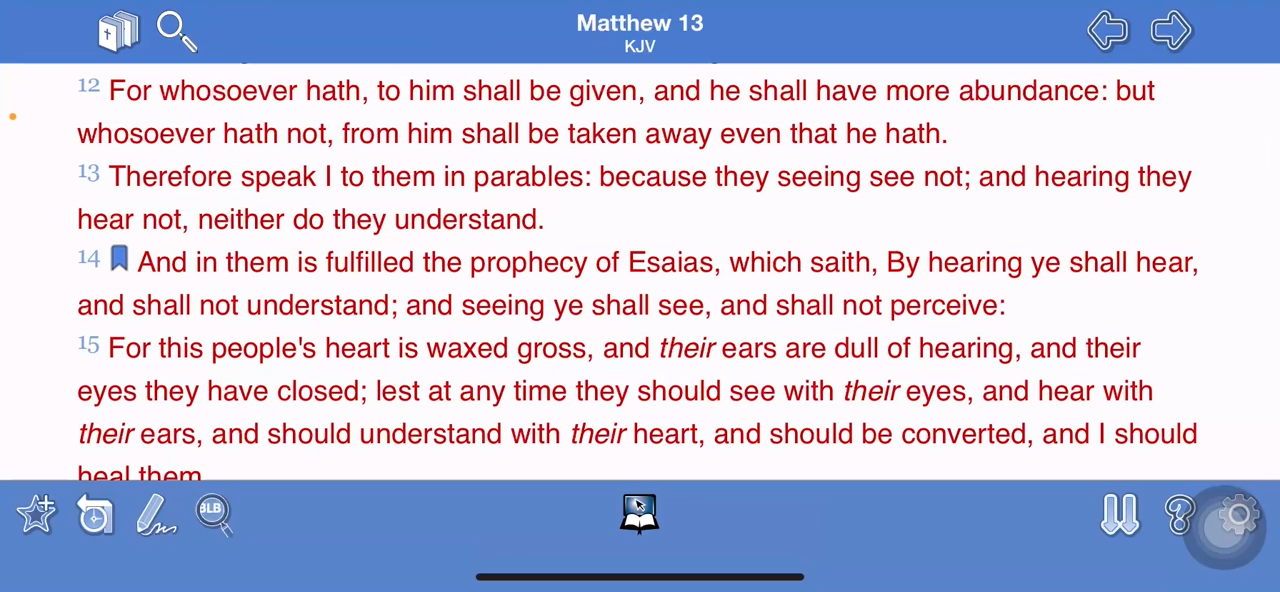 Matthew 13
KJV
12 For whosoever hath, to him shall be given, and he shall have more abundance: but
whosoever hath not, from him shall be taken away even that he hath.
13 Therefore speak I to them in parables: because they seeing see not; and hearing they
hear not, neither do they understand.
14 And in them is fulfilled the prophecy of Esaias, which saith, By hearing ye shall hear,
and shall not understand; and seeing ye shall see, and shall not perceive:
15 For this people's heart is waxed gross, and their ears are dull of hearing, and their
eyes they have closed; lest at any time they should see with their eyes, and hear with
their ears, and should understand with their heart, and should be converted, and I should
heal them
BLB